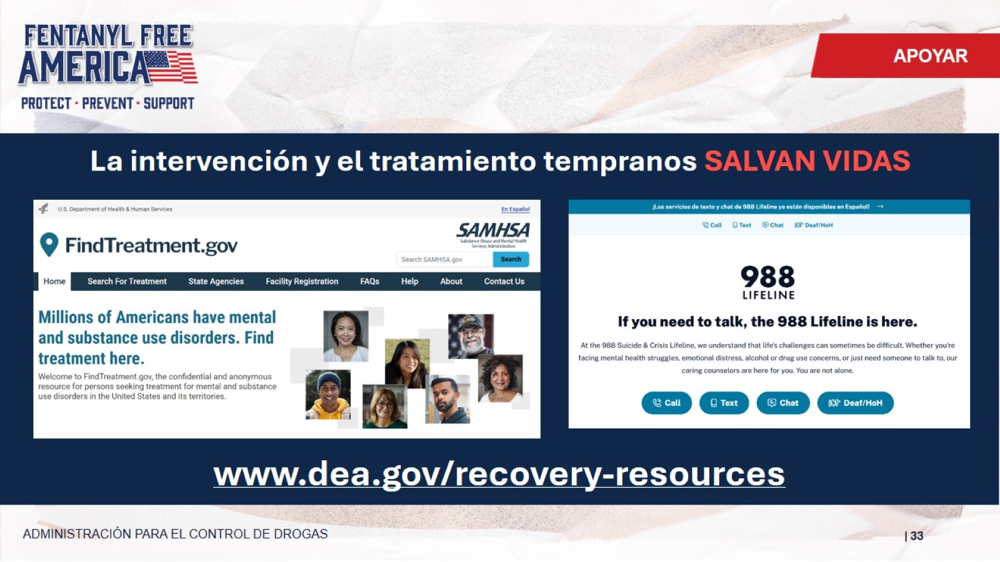 FENTANYL FREE
AMERICA
PROTECT · PREVENT · SUPPORT
APOYAR
La intervención y el tratamiento tempranos SALVAN VIDAS
U.S. Department of Health & Human Services
En Español
FindTreatment.gov
SAMHSA
Substance Abuse and Mental Health
Services Administration
Search SAMHSA.gov
Search
Home Search For Treatment State Agencies Facility Registration FAQs Help About Contact Us
Millions of Americans have mental
and substance use disorders. Find
treatment here.
Welcome to FindTreatment.gov, the confidential and anonymous
resource for persons seeking treatment for mental and substance
use disorders in the United States and its territories.
¡Los servicios de texto y chat de 988 Lifeline ya están disponibles en Español! →
Call Text Chat Deaf/HoH
988
LIFELINE
If you need to talk, the 988 Lifeline is here.
At the 988 Suicide & Crisis Lifeline, we understand that life's challenges can sometimes be difficult. Whether you're
facing mental health struggles, emotional distress, alcohol or drug use concerns, or just need someone to talk to, our
caring counselors are here for you. You are not alone.
Call Text Chat Deaf/HoH
www.dea.gov/recovery-resources
ADMINISTRACIÓN PARA EL CONTROL DE DROGAS
| 33